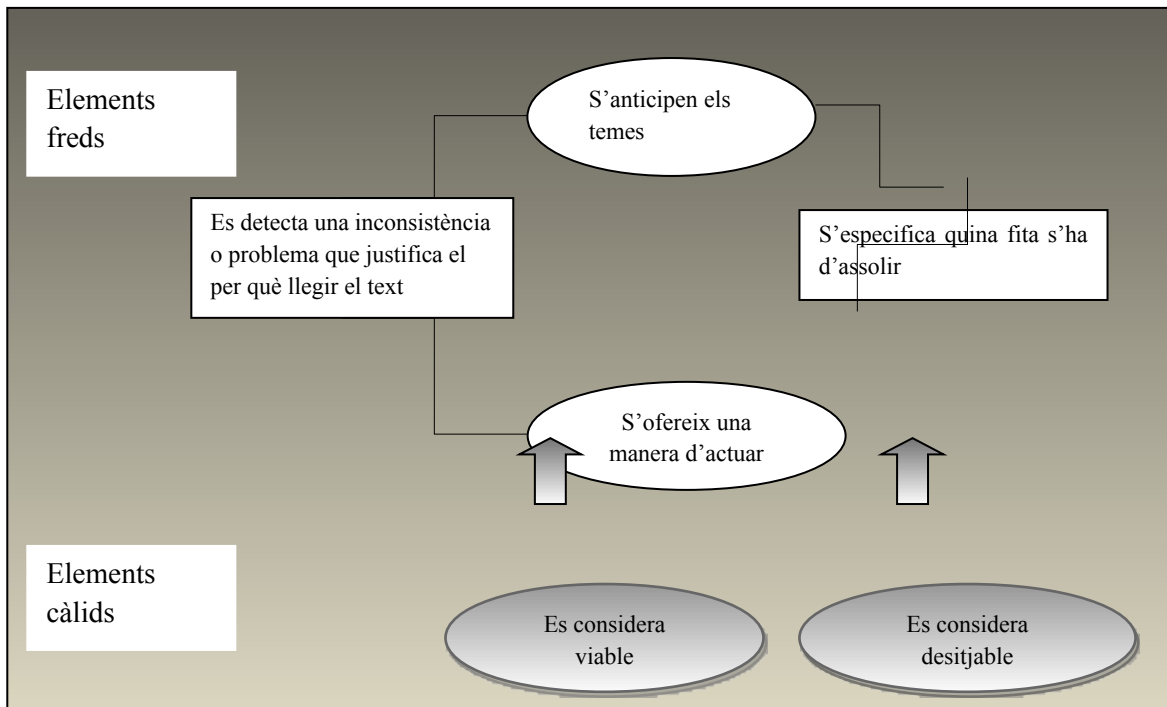 Elements
freds
S’anticipen els
temes
Es detecta una inconsistència
o problema que justifica el
per què llegir el text
S’especifica quina fita s’ha
d’assolir
S’ofereix una
manera d’actuar
Elements
càlids
Es considera
viable
Es considera
desitjable